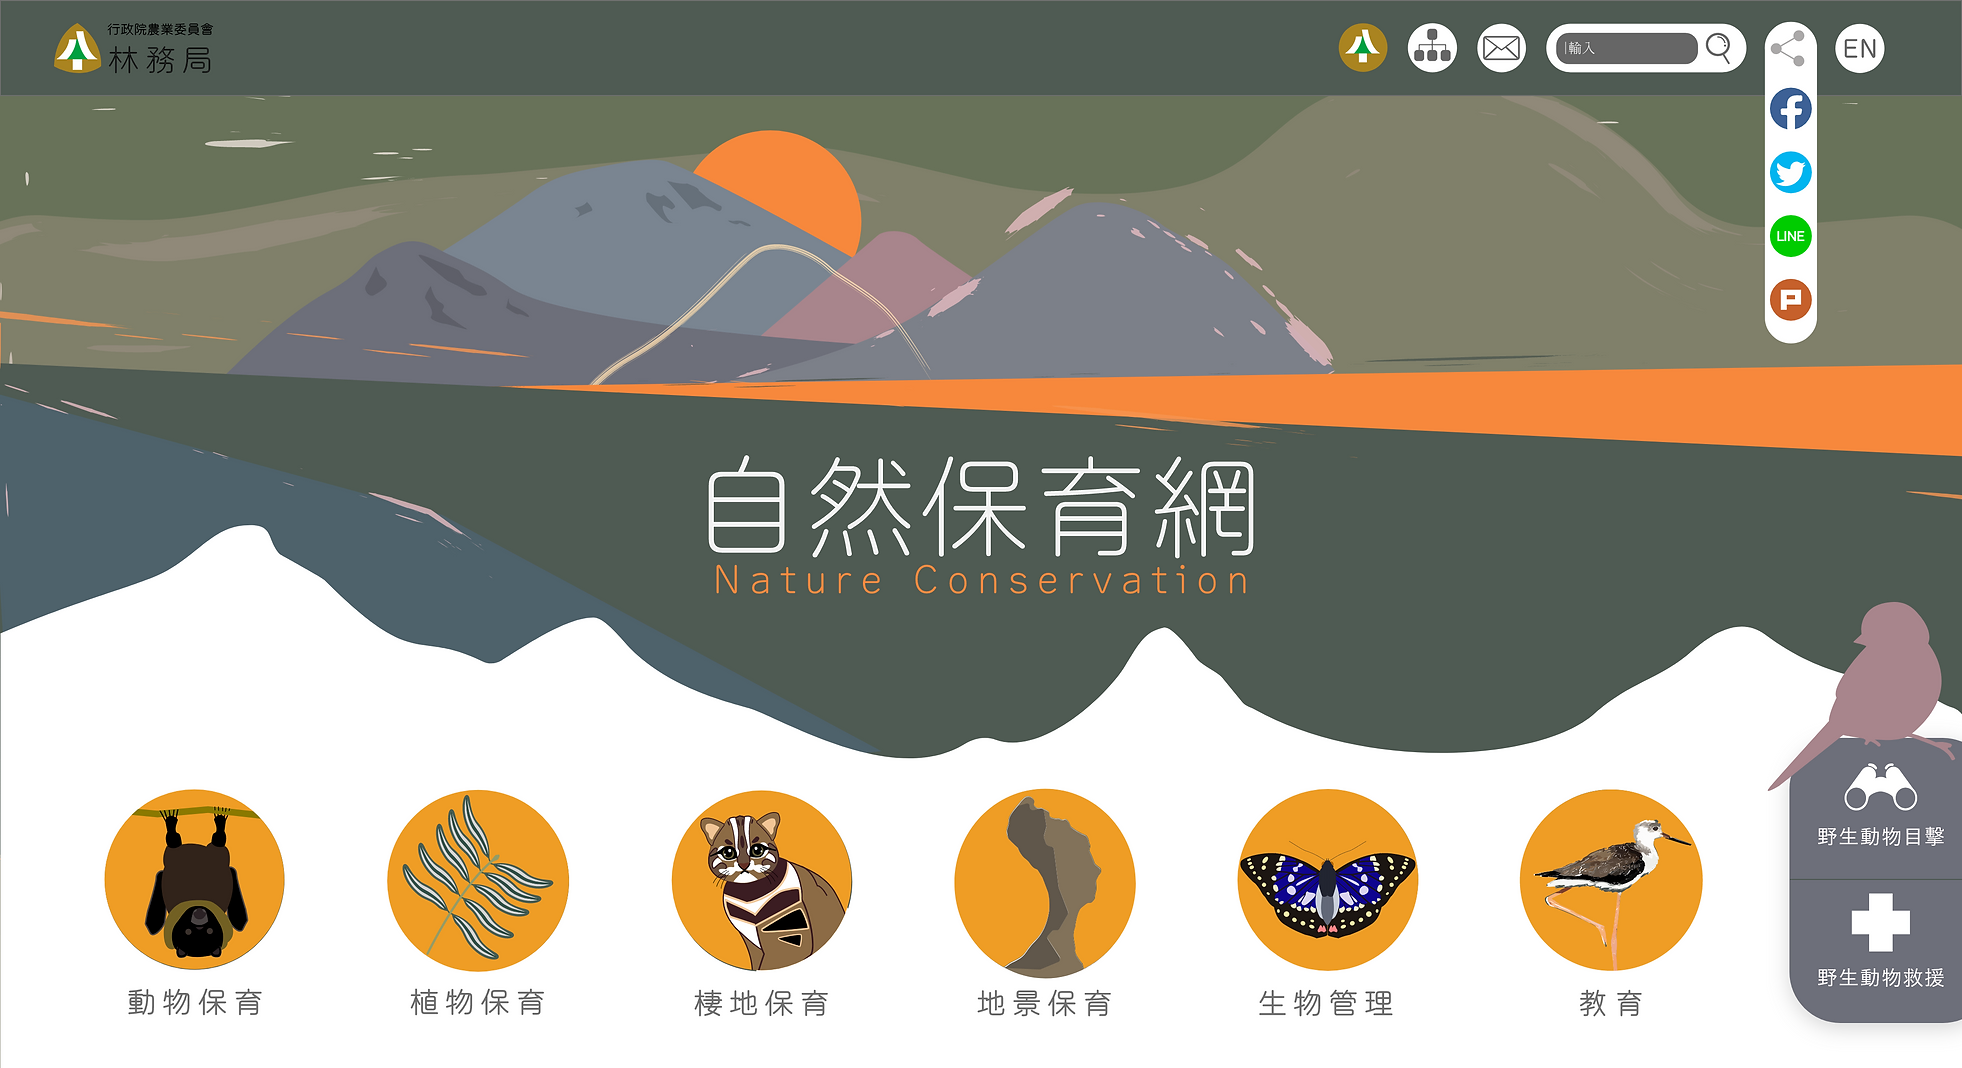 行政院農業委員會
林務局
輸入
EN
LINE
自然保育網
Nature Conservation
野生動物目擊
野生動物救援
動物保育
植物保育
棲地保育
地景保育
生物管理
教育